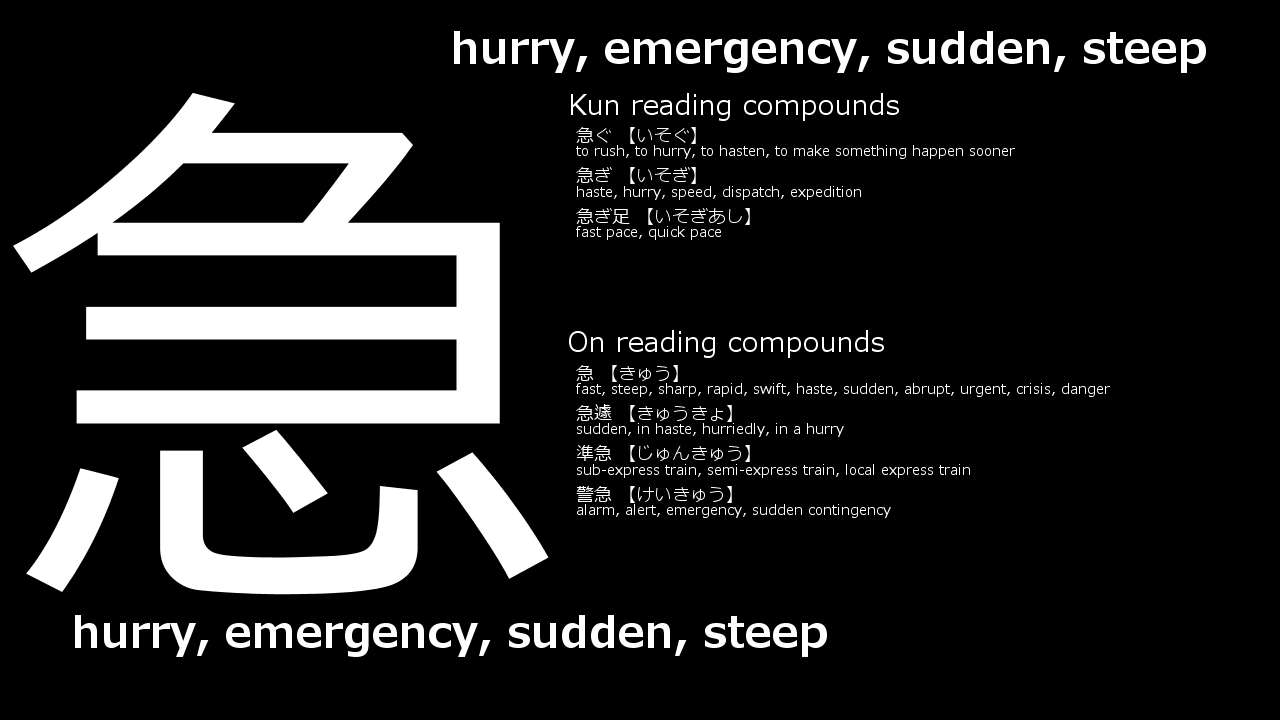 hurry, emergency, sudden, steep
急
Kun reading compounds
急ぐ 【いそぐ】
to rush, to hurry, to hasten, to make something happen sooner
急ぎ 【いそぎ】
haste, hurry, speed, dispatch, expedition
急ぎ足 【いそぎあし】
fast pace, quick pace
On reading compounds
急 【きゅう】
fast, steep, sharp, rapid, swift, haste, sudden, abrupt, urgent, crisis, danger
急遽 【きゅうきょ】
sudden, in haste, hurriedly, in a hurry
準急 【じゅんきゅう】
sub-express train, semi-express train, local express train
警急 【けいきゅう】
alarm, alert, emergency, sudden contingency
hurry, emergency, sudden, steep